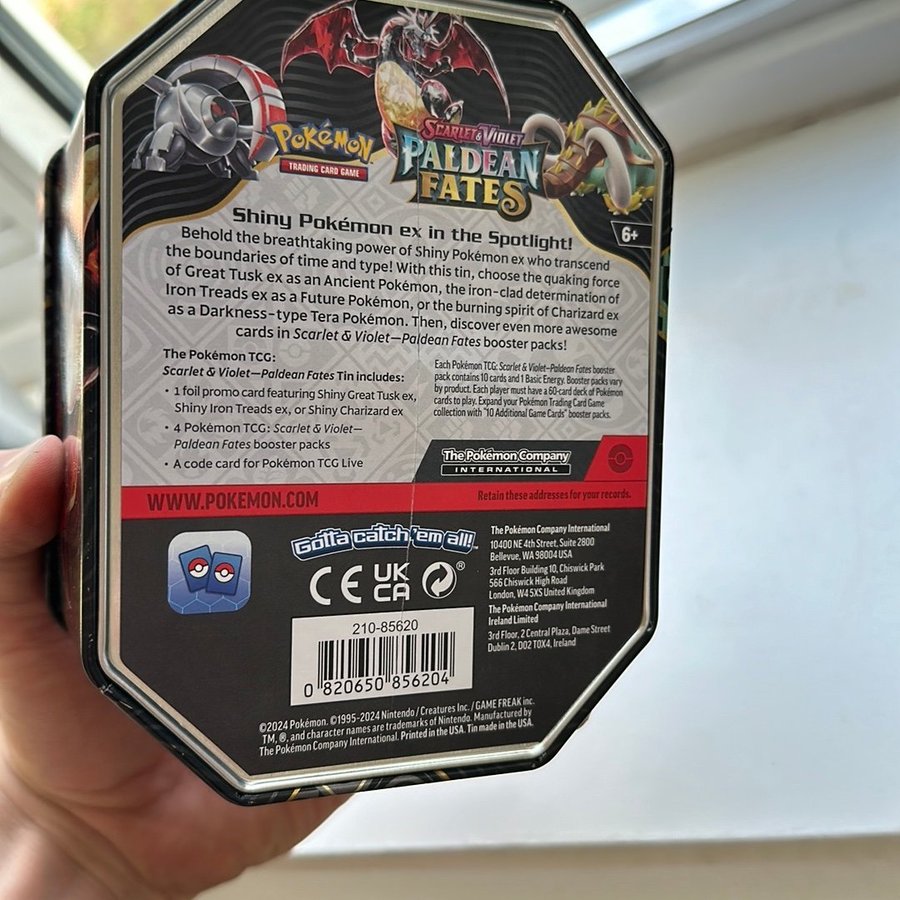 Pokémon
TRADING CARD GAME
SCARLET & VIOLET
PALDEAN
FATES
6+
Shiny Pokémon ex in the Spotlight!
Behold the breathtaking power of Shiny Pokémon ex who transcend
the boundaries of time and type! With this tin, choose the quaking force
of Great Tusk ex as an Ancient Pokémon, the iron-clad determination of
Iron Treads ex as a Future Pokémon, or the burning spirit of Charizard ex
as a Darkness-type Tera Pokémon. Then, discover even more awesome
cards in Scarlet & Violet—Paldean Fates booster packs!
The Pokémon TCG:
Scarlet & Violet—Paldean Fates Tin includes:
• 1 foil promo card featuring Shiny Great Tusk ex,
Shiny Iron Treads ex, or Shiny Charizard ex
• 4 Pokémon TCG: Scarlet & Violet—
Paldean Fates booster packs
• A code card for Pokémon TCG Live
Each Pokémon TCG: Scarlet & Violet—Paldean Fates booster
pack contains 10 cards and 1 Basic Energy. Booster packs vary
by product. Each player must have a 60-card deck of Pokémon
cards to play. Expand your Pokémon Trading Card Game
collection with "10 Additional Game Cards" booster packs.
The Pokémon Company
INTERNATIONAL
WWW.POKEMON.COM
Retain these addresses for your records.
Gotta catch 'em all!™
CE UK CA ®
The Pokémon Company International
10400 NE 4th Street, Suite 2800
Bellevue, WA 98004 USA
3rd Floor Building 10, Chiswick Park
566 Chiswick High Road
London, W4 5XS United Kingdom
The Pokémon Company International
Ireland Limited
3rd Floor, 2 Central Plaza, Dame Street
Dublin 2, D02 T0X4, Ireland
210-85620
0 820650 856204
©2024 Pokémon. ©1995-2024 Nintendo / Creatures Inc. / GAME FREAK inc.
TM, ®, and character names are trademarks of Nintendo. Manufactured by
The Pokémon Company International. Printed in the USA. Tin made in the USA.